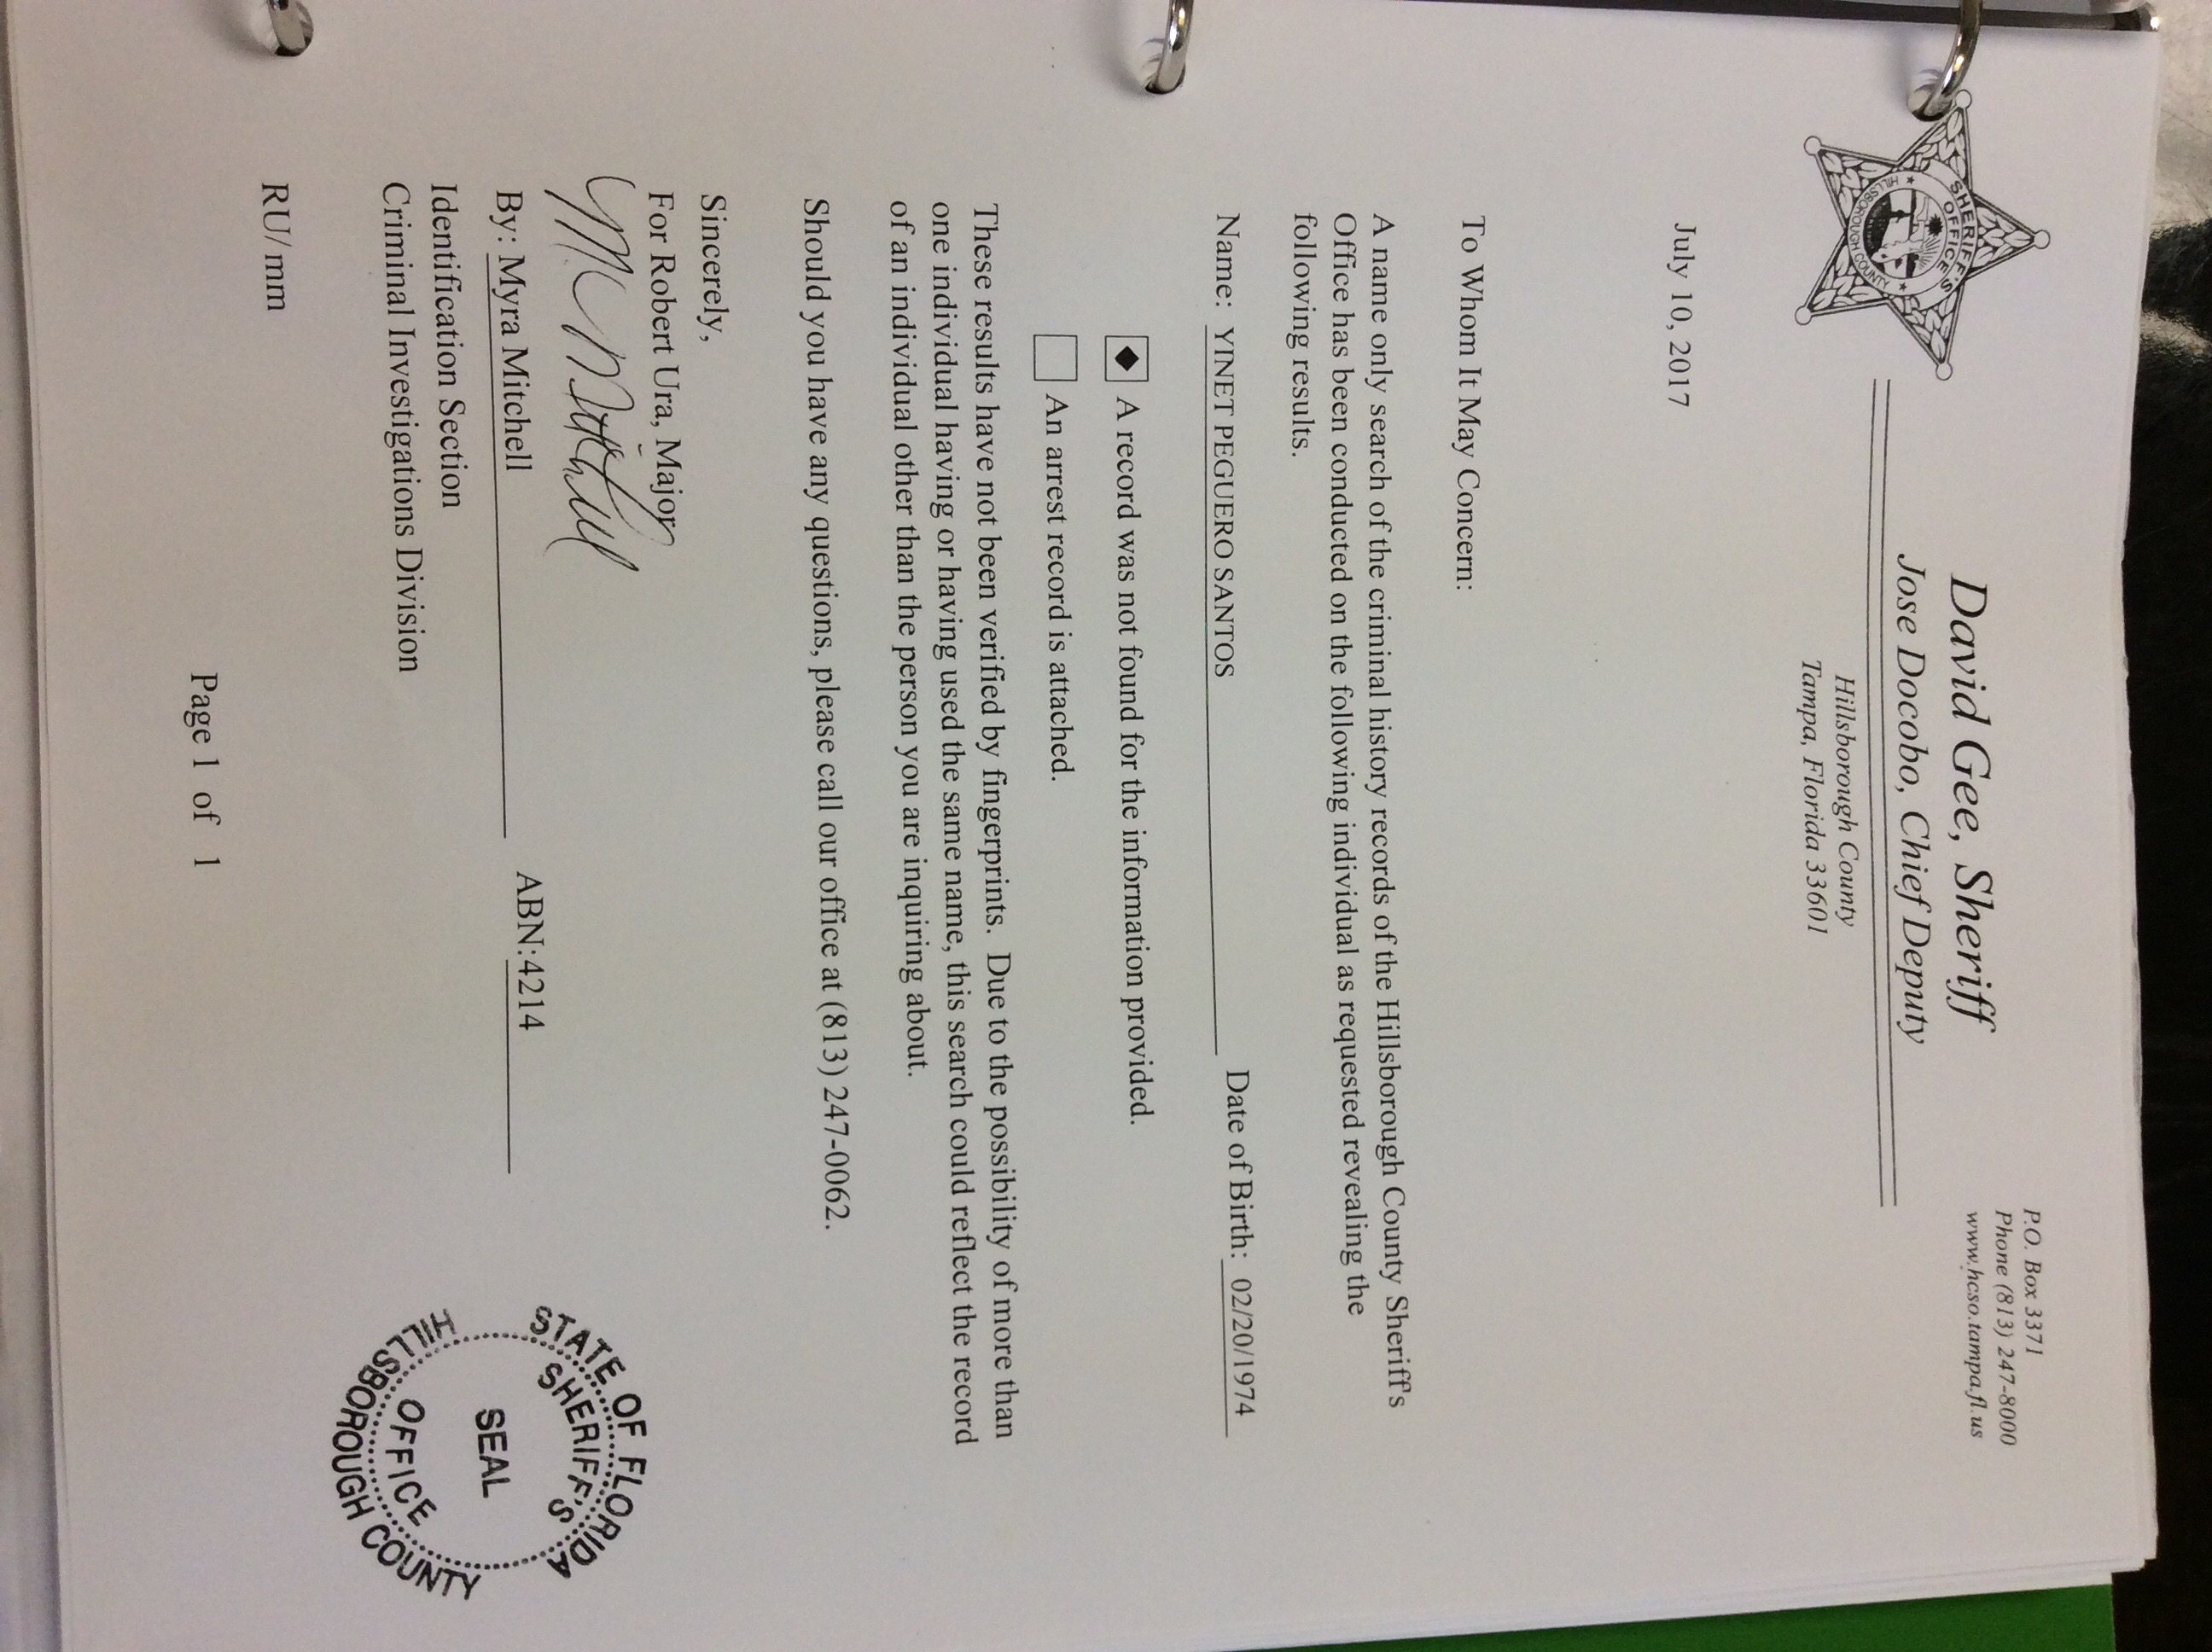 SHERIFF'S
OFFICE
HILLSBOROUGH COUNTY
David Gee, Sheriff
Jose Docobo, Chief Deputy
Hillsborough County
Tampa, Florida 33601
P.O. Box 3371
Phone (813) 247-8000
www.hcso.tampa.fl.us
July 10, 2017
To Whom It May Concern:
A name only search of the criminal history records of the Hillsborough County Sheriff's
Office has been conducted on the following individual as requested revealing the
following results.
Name: YINET PEGUERO SANTOS Date of Birth: 02/20/1974
A record was not found for the information provided.
An arrest record is attached.
These results have not been verified by fingerprints. Due to the possibility of more than
one individual having or having used the same name, this search could reflect the record
of an individual other than the person you are inquiring about.
Should you have any questions, please call our office at (813) 247-0062.
Sincerely,
For Robert Ura, Major
M Mitchell
By: Myra Mitchell ABN:4214
Identification Section
Criminal Investigations Division
STATE OF FLORIDA
SHERIFF'S
SEAL
OFFICE
HILLSBOROUGH COUNTY
RU/mm
Page 1 of 1